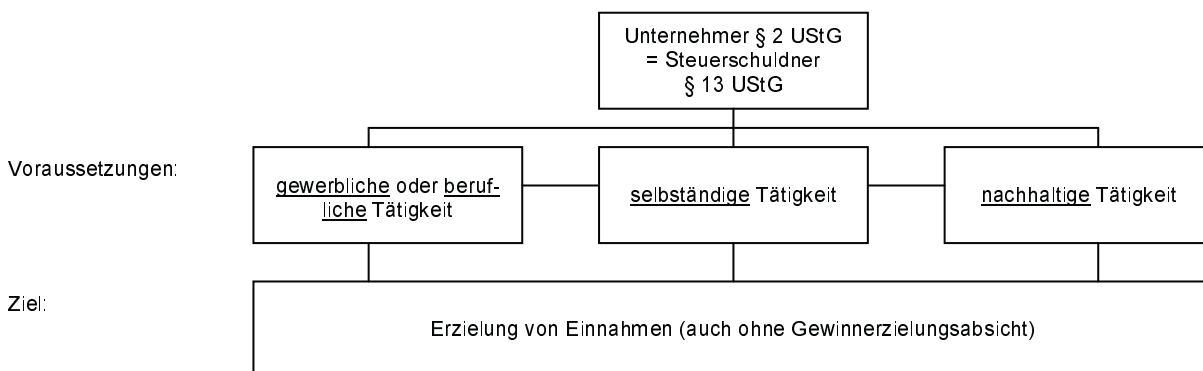 Unternehmer § 2 UStG
= Steuerschuldner
§ 13 UStG
Voraussetzungen:
gewerbliche oder beruf-
liche Tätigkeit
selbständige Tätigkeit
nachhaltige Tätigkeit
Ziel:
Erzielung von Einnahmen (auch ohne Gewinnerzielungsabsicht)